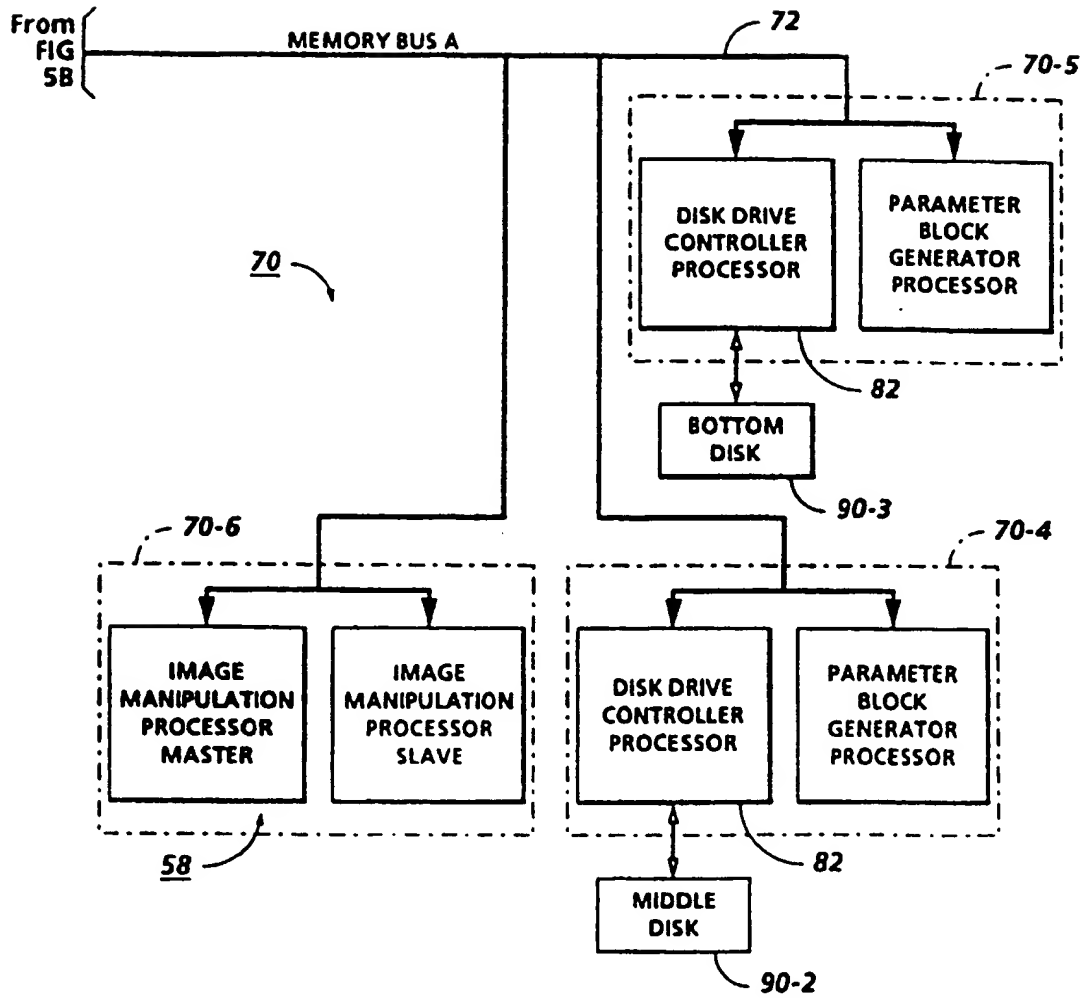 From
FIG
5B
MEMORY BUS A
72
70-5
DISK DRIVE
CONTROLLER
PROCESSOR
PARAMETER
BLOCK
GENERATOR
PROCESSOR
70
82
BOTTOM
DISK
90-3
70-6
70-4
IMAGE
MANIPULATION
PROCESSOR
MASTER
IMAGE
MANIPULATION
PROCESSOR
SLAVE
DISK DRIVE
CONTROLLER
PROCESSOR
PARAMETER
BLOCK
GENERATOR
PROCESSOR
58
82
MIDDLE
DISK
90-2